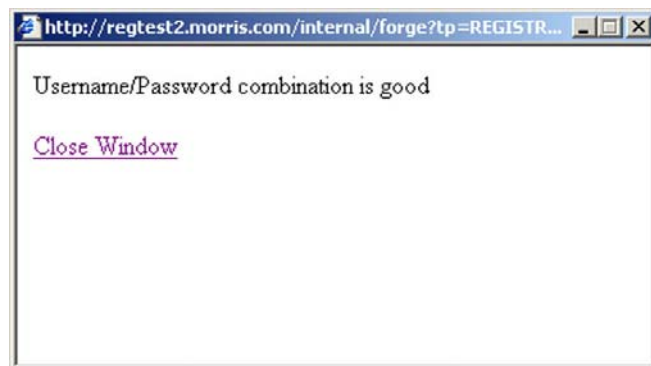 http://regtest2.morris.com/internal/forge?tp=REGISTR...
Username/Password combination is good
Close Window